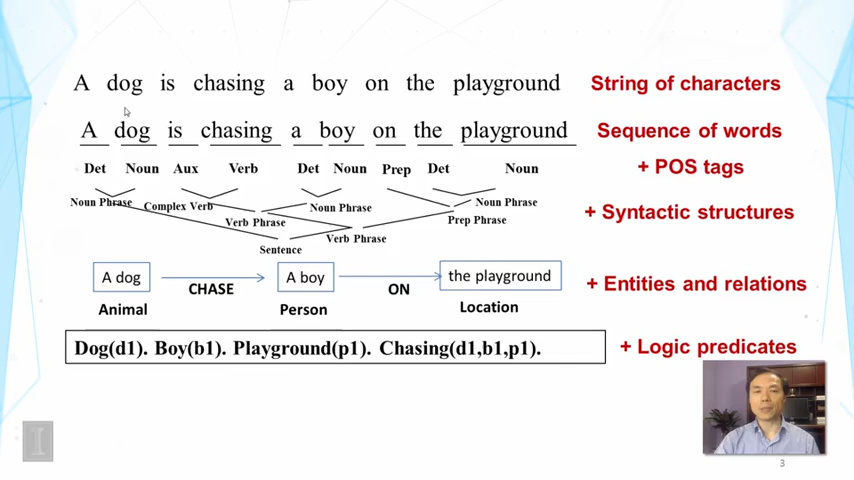 A dog is chasing a boy on the playground String of characters
A dog is chasing a boy on the playground Sequence of words
Det Noun Aux Verb Det Noun Prep Det Noun + POS tags
Noun Phrase Complex Verb Noun Phrase Noun Phrase + Syntactic structures
Verb Phrase Prep Phrase
Verb Phrase
Sentence
A dog CHASE A boy ON the playground + Entities and relations
Animal Person Location
Dog(d1). Boy(b1). Playground(p1). Chasing(d1,b1,p1). + Logic predicates
I
3